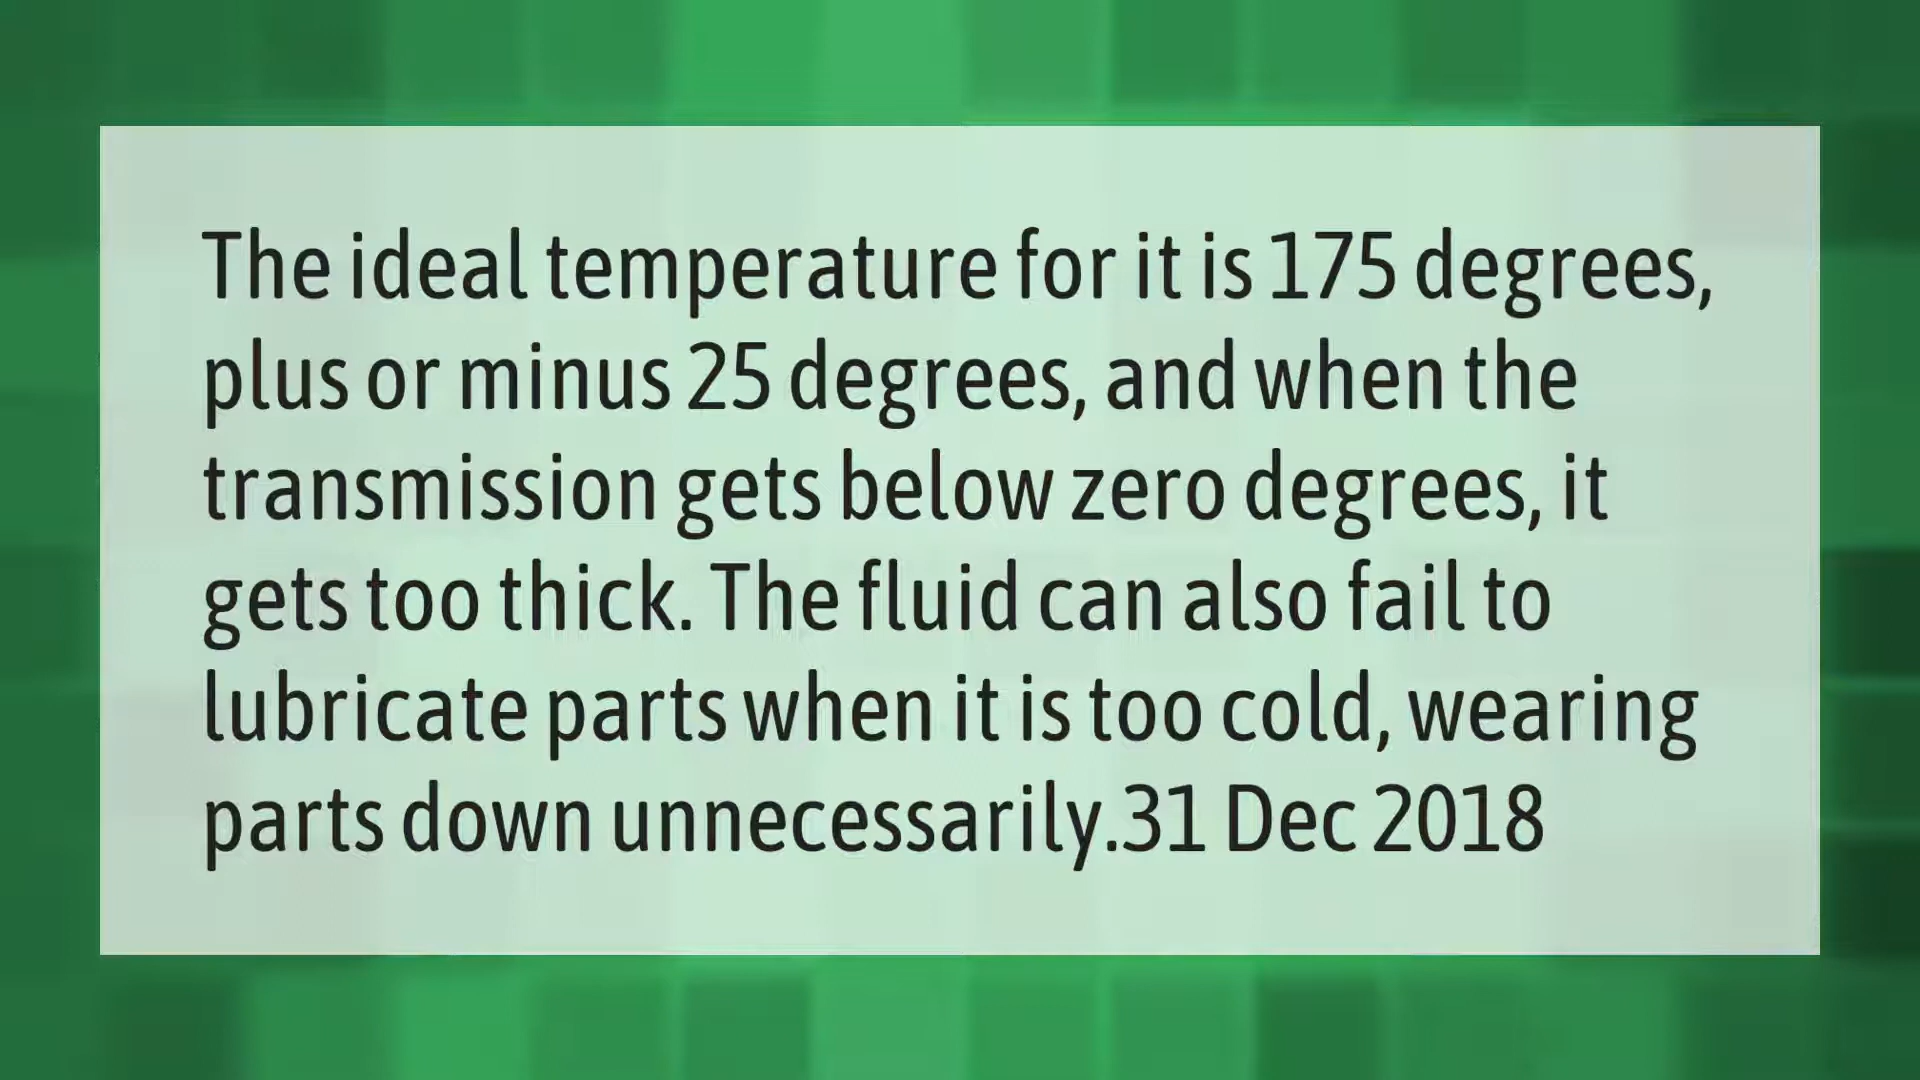 The ideal temperature for it is 175 degrees,
plus or minus 25 degrees, and when the
transmission gets below zero degrees, it
gets too thick. The fluid can also fail to
lubricate parts when it is too cold, wearing
parts down unnecessarily.31 Dec 2018